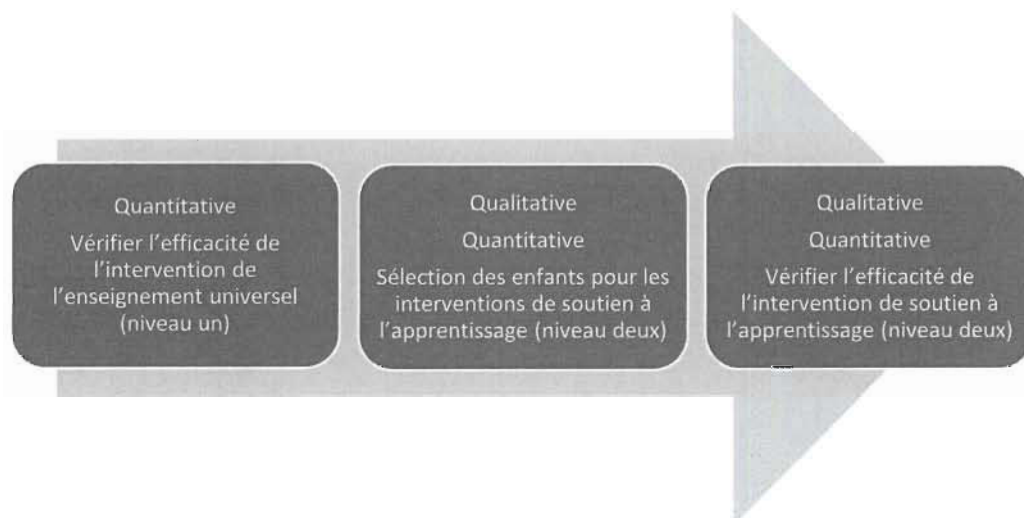 Quantitative
Vérifier l'efficacité de
l'intervention de
l'enseignement universel
(niveau un)
Qualitative
Quantitative
Sélection des enfants pour les
interventions de soutien à
l'apprentissage (niveau deux)
Qualitative
Quantitative
Vérifier l'efficacité de
l'intervention de soutien à
l'apprentissage (niveau deux)